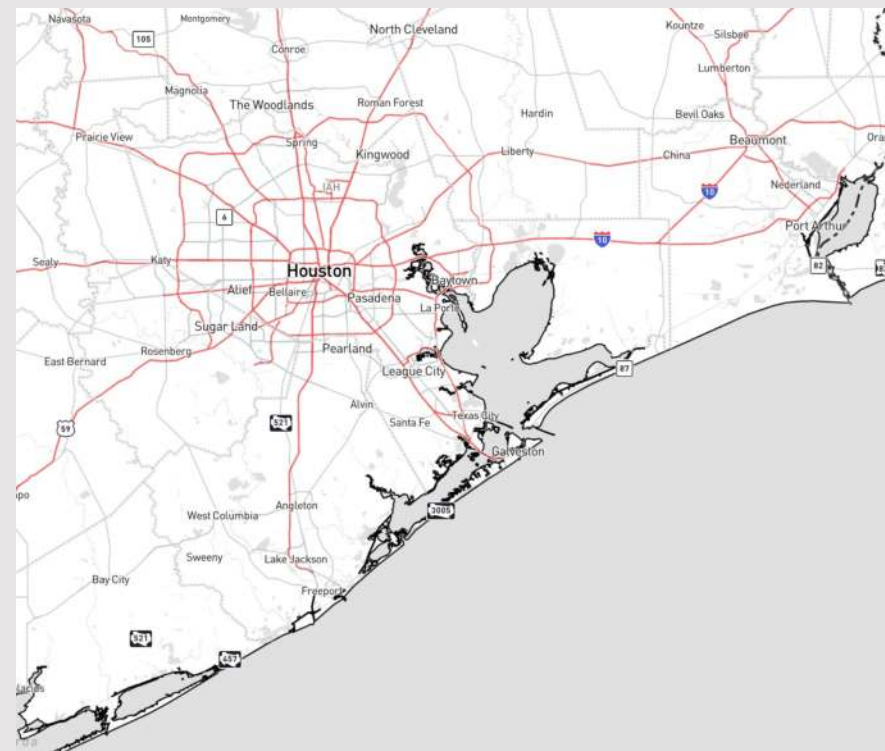 Navasota
Montgomery
105
Conroe
North Cleveland
Kountze
Silsbee
Lumberton
Magnolia
The Woodlands
Roman Forest
Hardin
Bevil Oaks
Prairie View
Spring
Kingwood
Liberty
China
Beaumont
IAH
Nederland
10
6
Port Arthur
10
Sealy
Katy
Houston
82
Alief
Bellaire
Pasadena
Baytown
La Porte
Sugar Land
East Bernard
Rosenberg
Pearland
League City
87
Alvin
Santa Fe
Texas City
59
521
Galveston
Angleton
3005
West Columbia
Sweeny
Lake Jackson
Bay City
Freeport
521
457